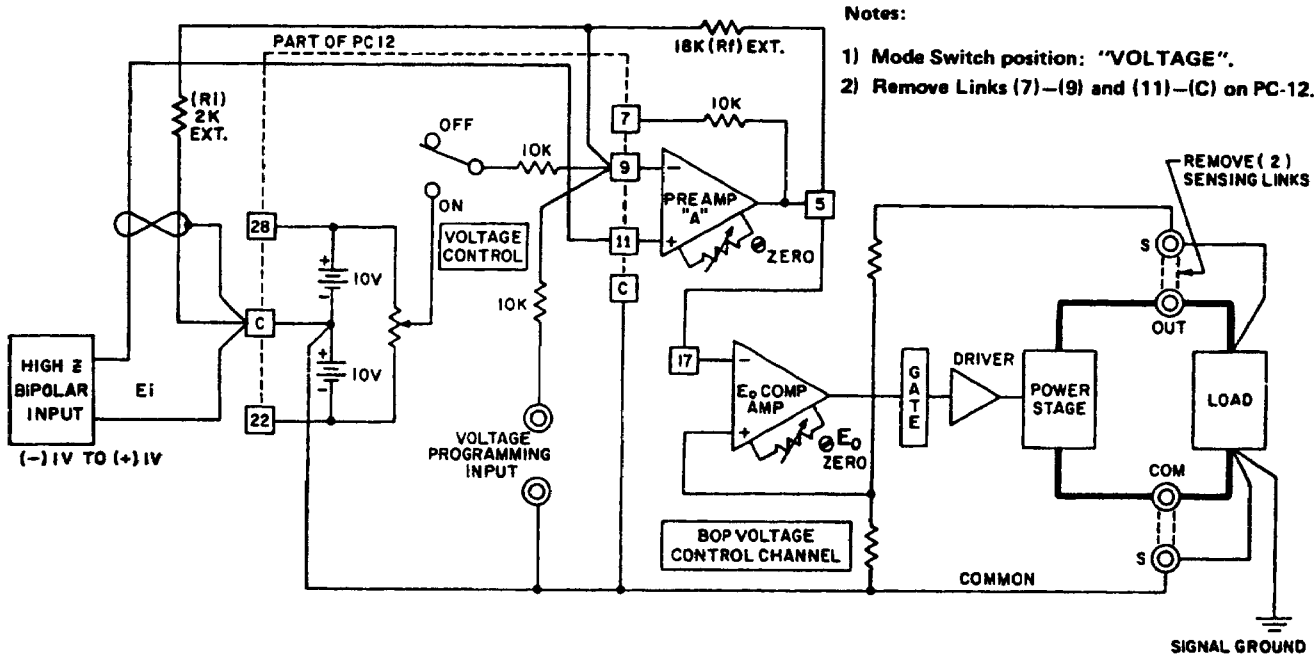 Notes:
1) Mode Switch position: "VOLTAGE".
2) Remove Links (7)–(9) and (11)–(C) on PC-12.
PART OF PC12
18K (Rf) EXT.
(RI)
2K
EXT.
OFF
10K
7
10K
9
−
PREAMP
"A"
5
REMOVE (2)
SENSING LINKS
ON
28
VOLTAGE
CONTROL
11
+
ZERO
S
+
10V
−
10K
C
OUT
C
HIGH Z
BIPOLAR
INPUT
Ei
+
10V
−
17
−
Eo COMP
AMP
+
Eo
ZERO
GATE
DRIVER
POWER
STAGE
LOAD
22
(−) 1V TO (+) 1V
VOLTAGE
PROGRAMMING
INPUT
COM
BOP VOLTAGE
CONTROL CHANNEL
S
COMMON
SIGNAL GROUND